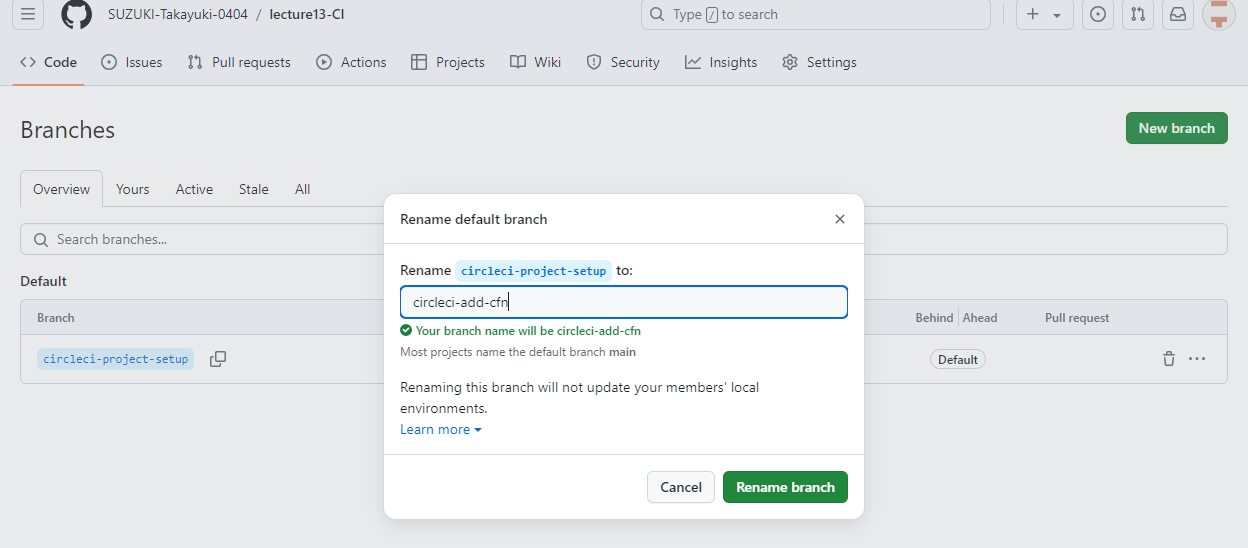 SUZUKI-Takayuki-0404 / lecture13-CI
Type / to search
Code Issues Pull requests Actions Projects Wiki Security Insights Settings
Branches
New branch
Overview Yours Active Stale All
Search branches...
Default
Branch
Behind Ahead Pull request
circleci-project-setup
Default
Rename default branch
Rename circleci-project-setup to:
circleci-add-cfn
Your branch name will be circleci-add-cfn
Most projects name the default branch main
Renaming this branch will not update your members' local
environments.
Learn more
Cancel Rename branch